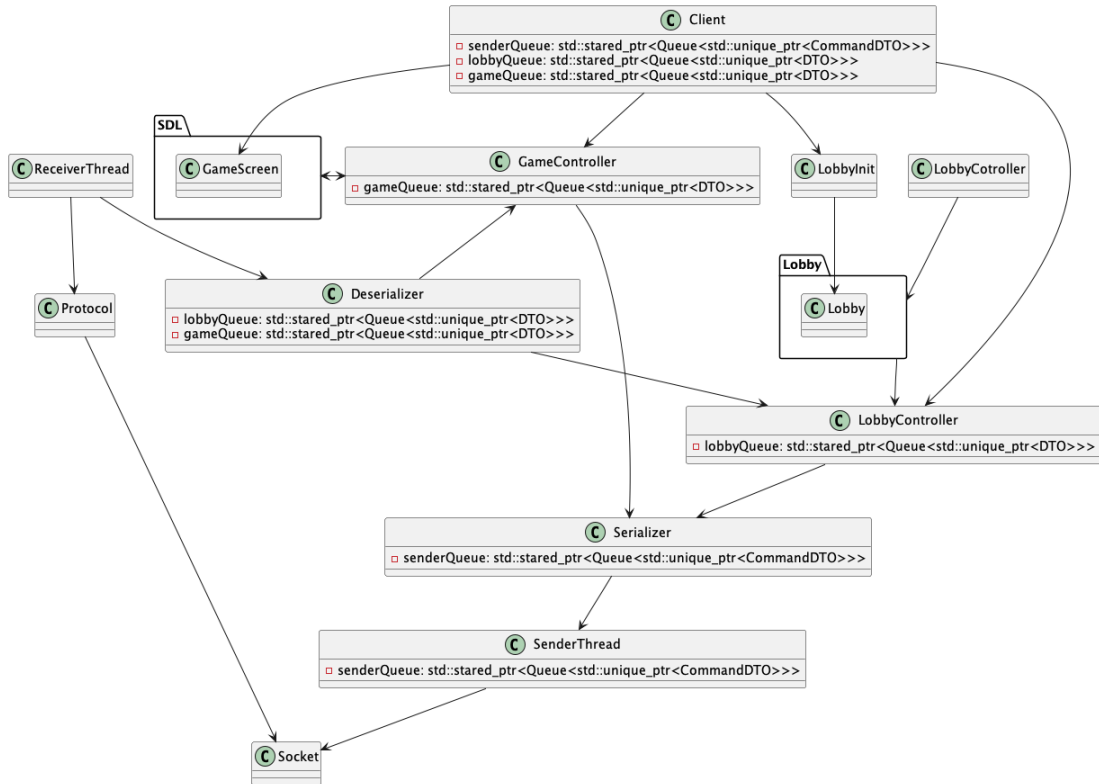 C Client
senderQueue: std::stared_ptr<Queue<std::unique_ptr<CommandDTO>>>
lobbyQueue: std::stared_ptr<Queue<std::unique_ptr<DTO>>>
gameQueue: std::stared_ptr<Queue<std::unique_ptr<DTO>>>
SDL
C ReceiverThread
C GameScreen
C GameController
gameQueue: std::stared_ptr<Queue<std::unique_ptr<DTO>>>
C LobbyInit
C LobbyCotroller
C Protocol
C Deserializer
lobbyQueue: std::stared_ptr<Queue<std::unique_ptr<DTO>>>
gameQueue: std::stared_ptr<Queue<std::unique_ptr<DTO>>>
Lobby
C Lobby
C LobbyController
lobbyQueue: std::stared_ptr<Queue<std::unique_ptr<DTO>>>
C Serializer
senderQueue: std::stared_ptr<Queue<std::unique_ptr<CommandDTO>>>
C SenderThread
senderQueue: std::stared_ptr<Queue<std::unique_ptr<CommandDTO>>>
C Socket